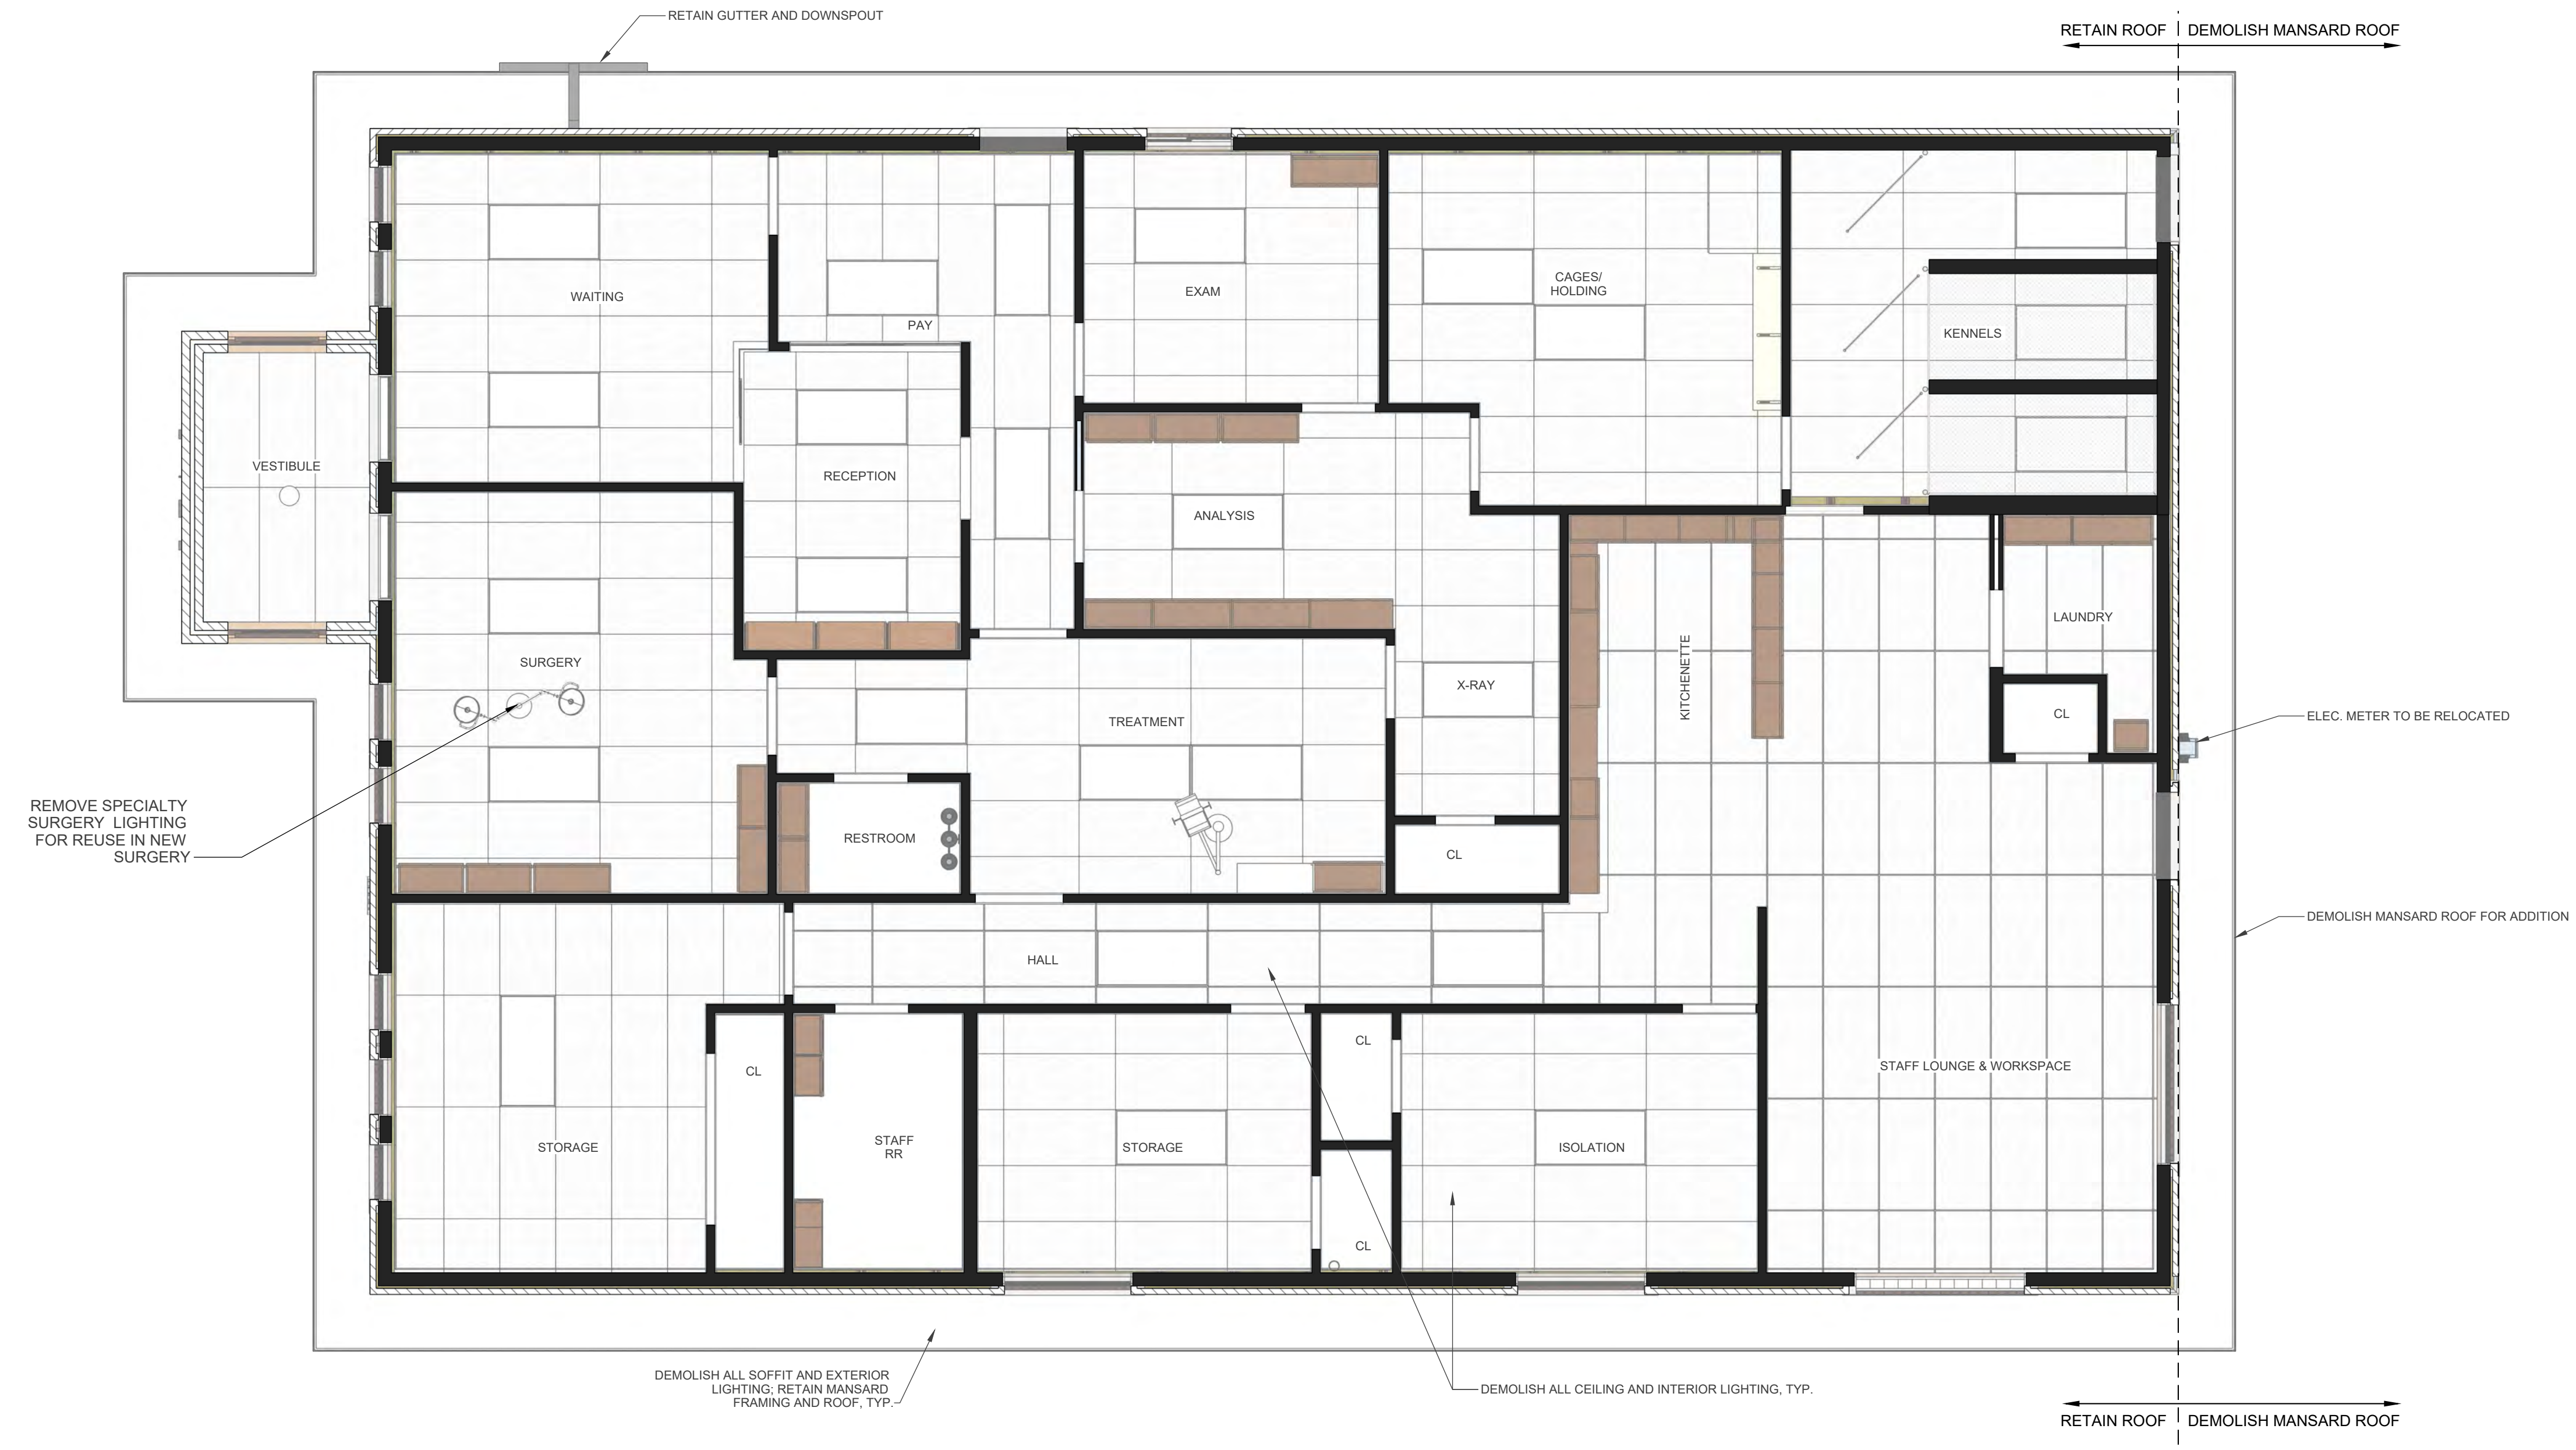 RETAIN GUTTER AND DOWNSPOUT
RETAIN ROOF
DEMOLISH MANSARD ROOF
WAITING
PAY
EXAM
CAGES/
HOLDING
KENNELS
VESTIBULE
RECEPTION
ANALYSIS
LAUNDRY
SURGERY
KITCHENETTE
X-RAY
CL
TREATMENT
ELEC. METER TO BE RELOCATED
REMOVE SPECIALTY
SURGERY LIGHTING
FOR REUSE IN NEW
SURGERY
RESTROOM
CL
DEMOLISH MANSARD ROOF FOR ADDITION
HALL
CL
CL
STAFF LOUNGE & WORKSPACE
STORAGE
STAFF
RR
STORAGE
ISOLATION
CL
DEMOLISH ALL SOFFIT AND EXTERIOR
LIGHTING; RETAIN MANSARD
FRAMING AND ROOF, TYP.
DEMOLISH ALL CEILING AND INTERIOR LIGHTING, TYP.
RETAIN ROOF
DEMOLISH MANSARD ROOF